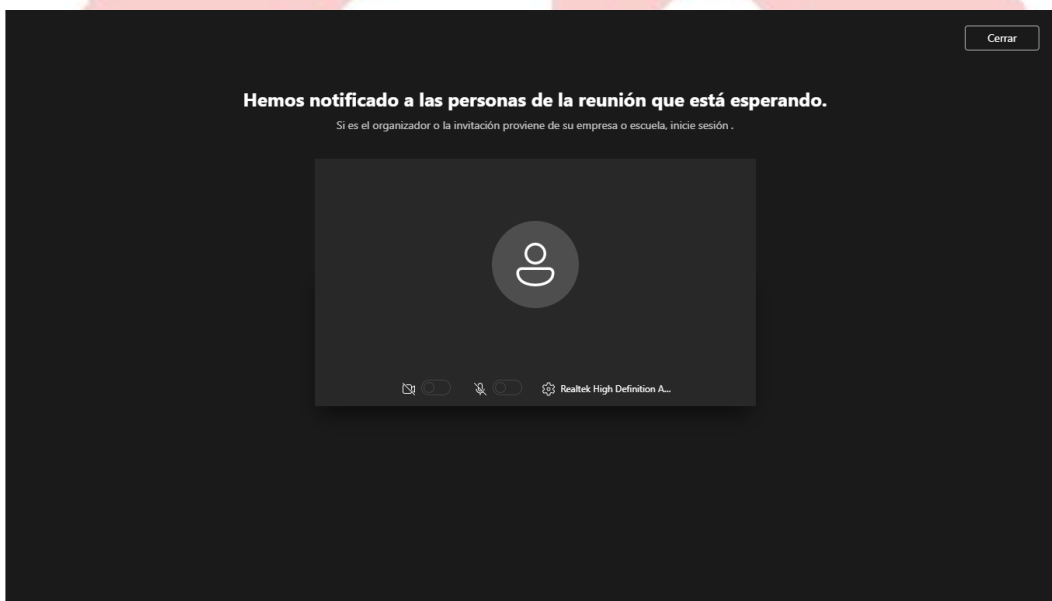 Cerrar
Hemos notificado a las personas de la reunión que está esperando.
Si es el organizador o la invitación proviene de su empresa o escuela, inicie sesión .
Realtek High Definition A...